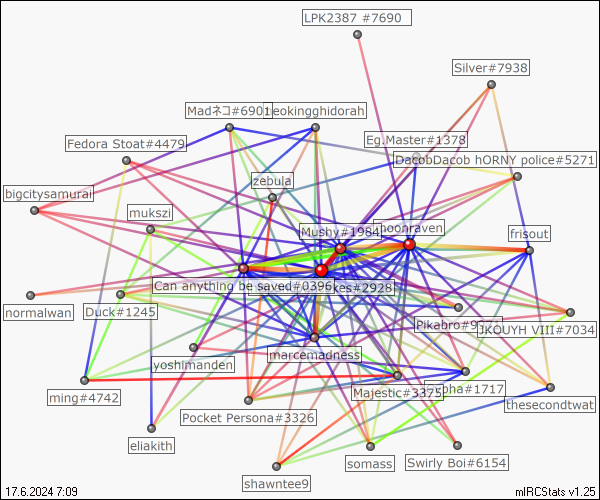 LPK2387 #7690
Silver#7938
Madネコ#6901
eokingghidorah
Eg.Master#1378
Fedora Stoat#4479
DacobDacob hORNY police#5271
zebula
bigcitysamurai
mukszi
Mushy#1984
noonraven
frisout
Can anything be saved#0396
kes#2928
normalwan
Duck#1245
Pikabro#9
JKOUYH VIII#7034
marcemadness
yoshimanden
ming#4742
Majestic#3375
pha#1717
thesecondtwat
Pocket Persona#3326
eliakith
somass
Swirly Boi#6154
shawntee9
17.6.2024 7:09
mIRCStats v1.25